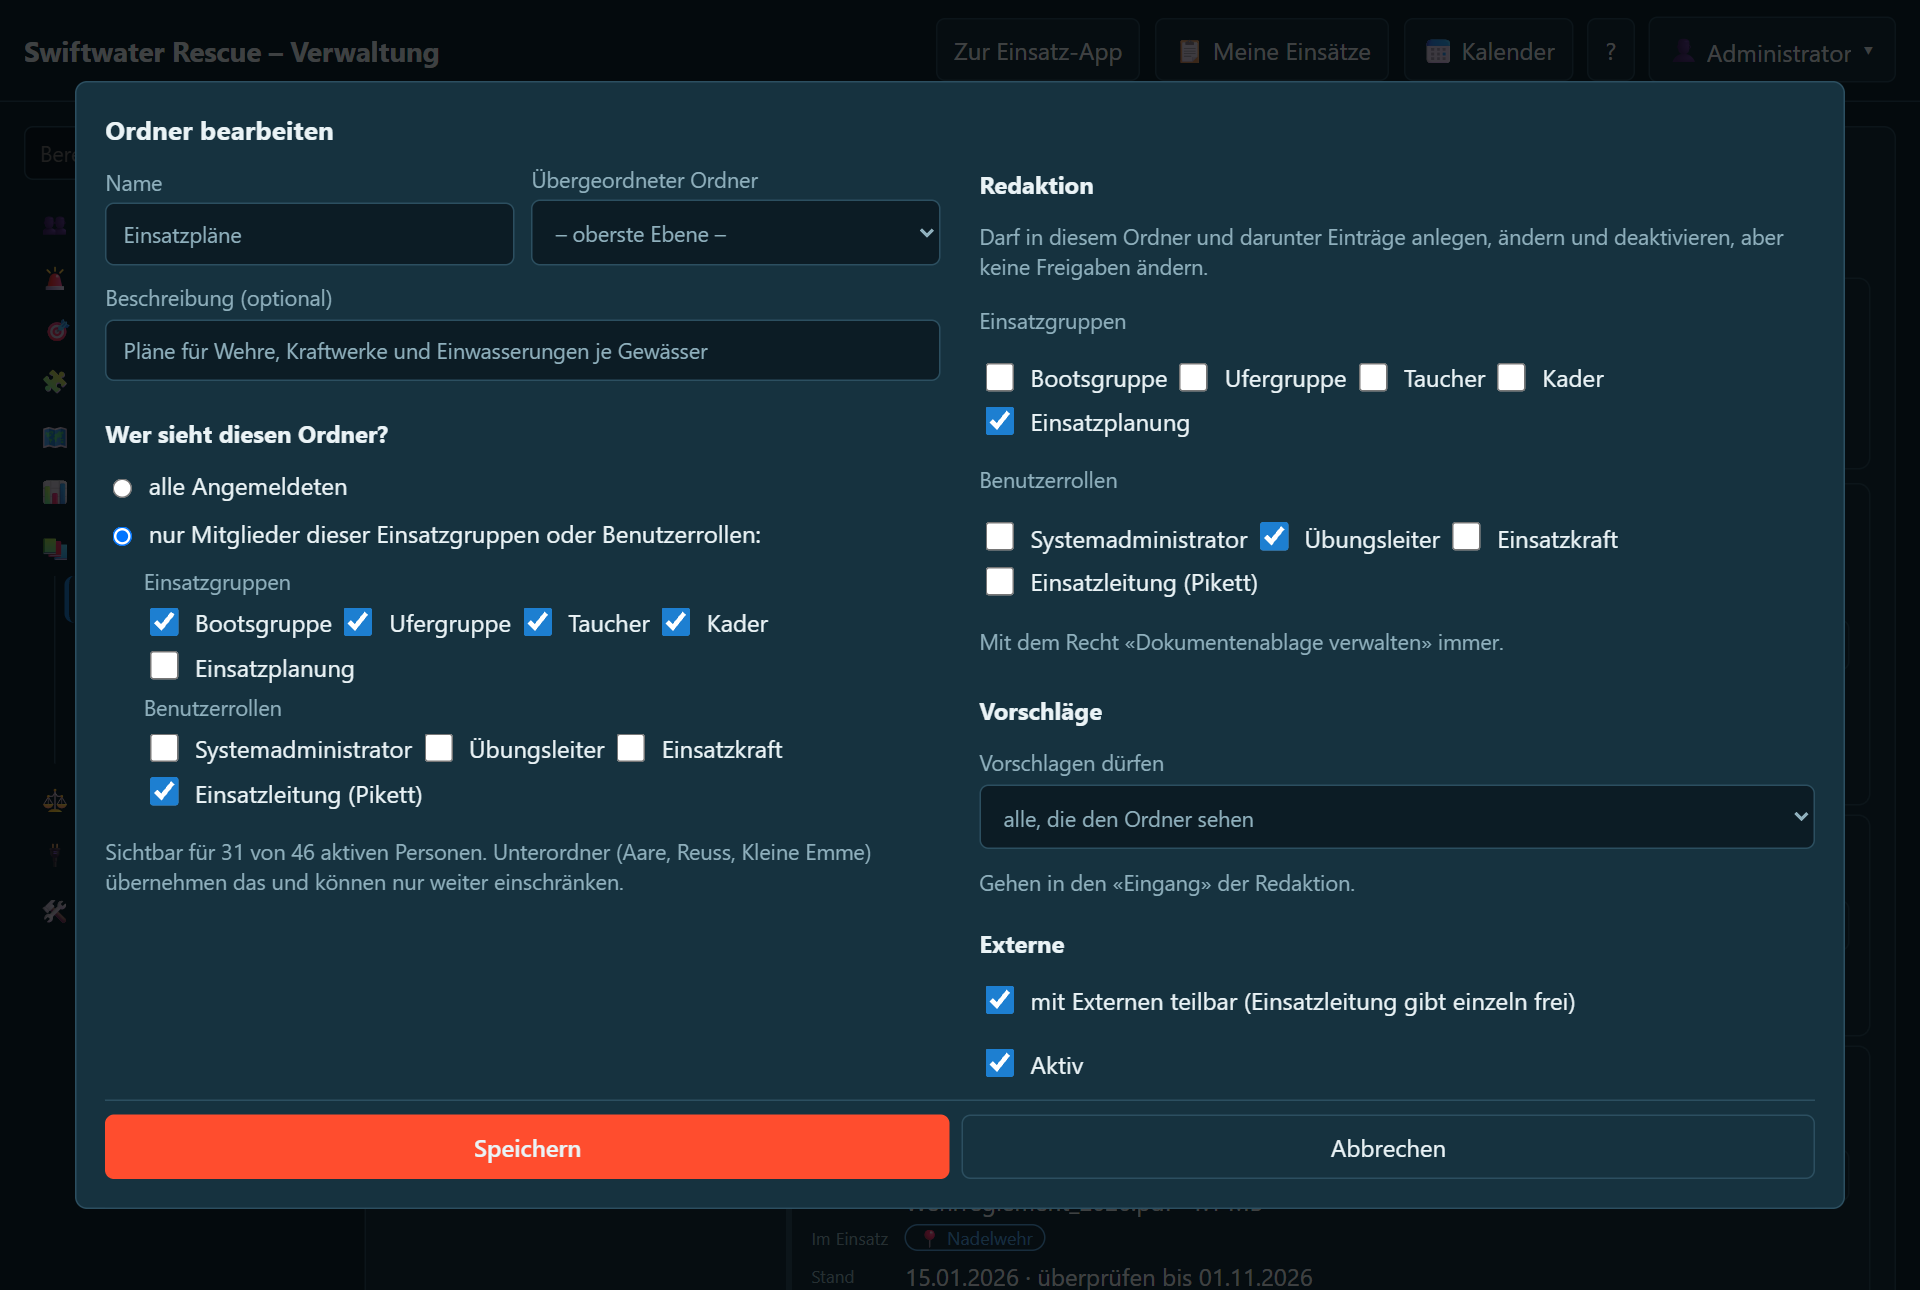 Swiftwater Rescue – Verwaltung
Zur Einsatz-App
Meine Einsätze
Kalender
?
Administrator
Ordner bearbeiten
Name
Übergeordneter Ordner
Einsatzpläne
– oberste Ebene –
Beschreibung (optional)
Pläne für Wehre, Kraftwerke und Einwasserungen je Gewässer
Wer sieht diesen Ordner?
alle Angemeldeten
nur Mitglieder dieser Einsatzgruppen oder Benutzerrollen:
Einsatzgruppen
Bootsgruppe Ufergruppe Taucher Kader
Einsatzplanung
Benutzerrollen
Systemadministrator Übungsleiter Einsatzkraft
Einsatzleitung (Pikett)
Sichtbar für 31 von 46 aktiven Personen. Unterordner (Aare, Reuss, Kleine Emme)
übernehmen das und können nur weiter einschränken.
Redaktion
Darf in diesem Ordner und darunter Einträge anlegen, ändern und deaktivieren, aber
keine Freigaben ändern.
Einsatzgruppen
Bootsgruppe Ufergruppe Taucher Kader
Einsatzplanung
Benutzerrollen
Systemadministrator Übungsleiter Einsatzkraft
Einsatzleitung (Pikett)
Mit dem Recht «Dokumentenablage verwalten» immer.
Vorschläge
Vorschlagen dürfen
alle, die den Ordner sehen
Gehen in den «Eingang» der Redaktion.
Externe
mit Externen teilbar (Einsatzleitung gibt einzeln frei)
Aktiv
Speichern
Abbrechen
Im Einsatz
Nadelwehr
Stand
15.01.2026 · überprüfen bis 01.11.2026